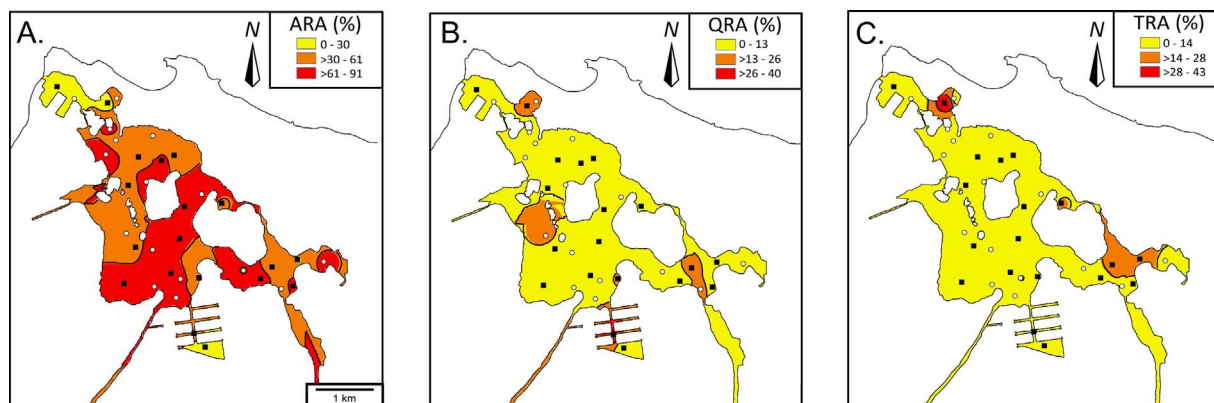 A.
ARA (%)
0 - 30
>30 - 61
>61 - 91
N
1 km
B.
QRA (%)
0 - 13
>13 - 26
>26 - 40
N
C.
TRA (%)
0 - 14
>14 - 28
>28 - 43
N